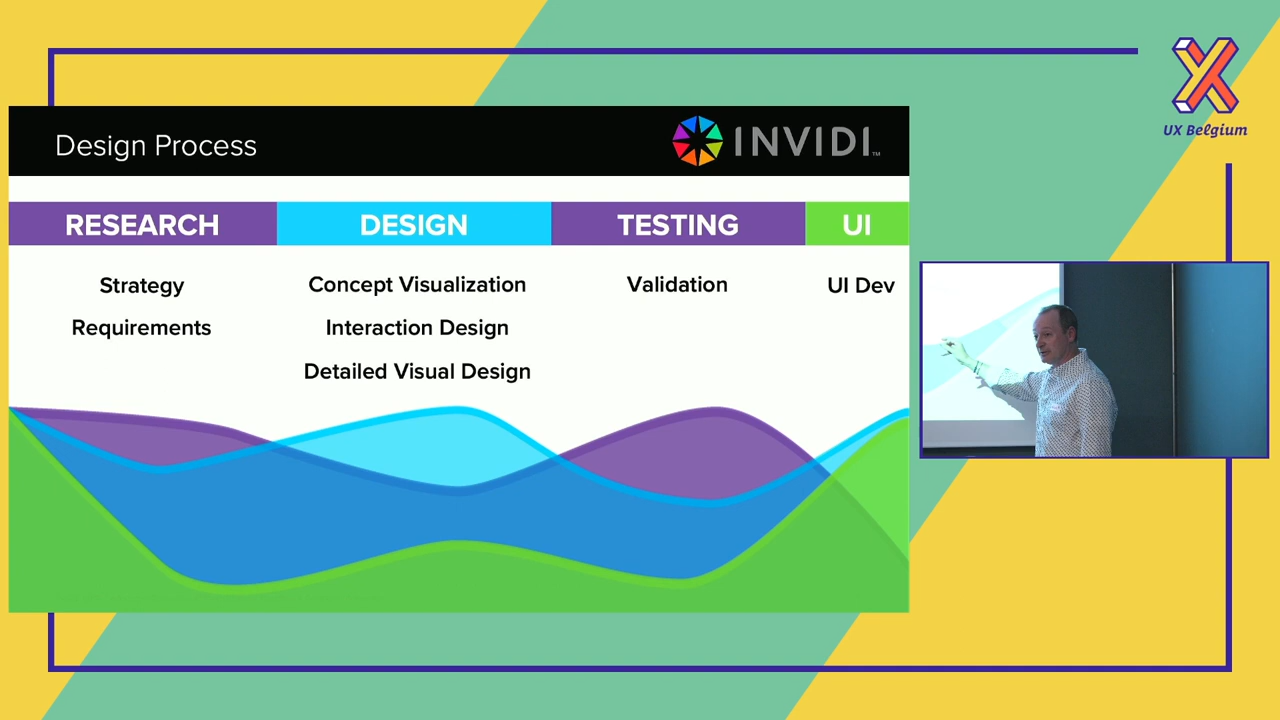 UX Belgium
Design Process
INVIDI™
RESEARCH
DESIGN
TESTING
UI
Strategy
Concept Visualization
Validation
UI Dev
Requirements
Interaction Design
Detailed Visual Design